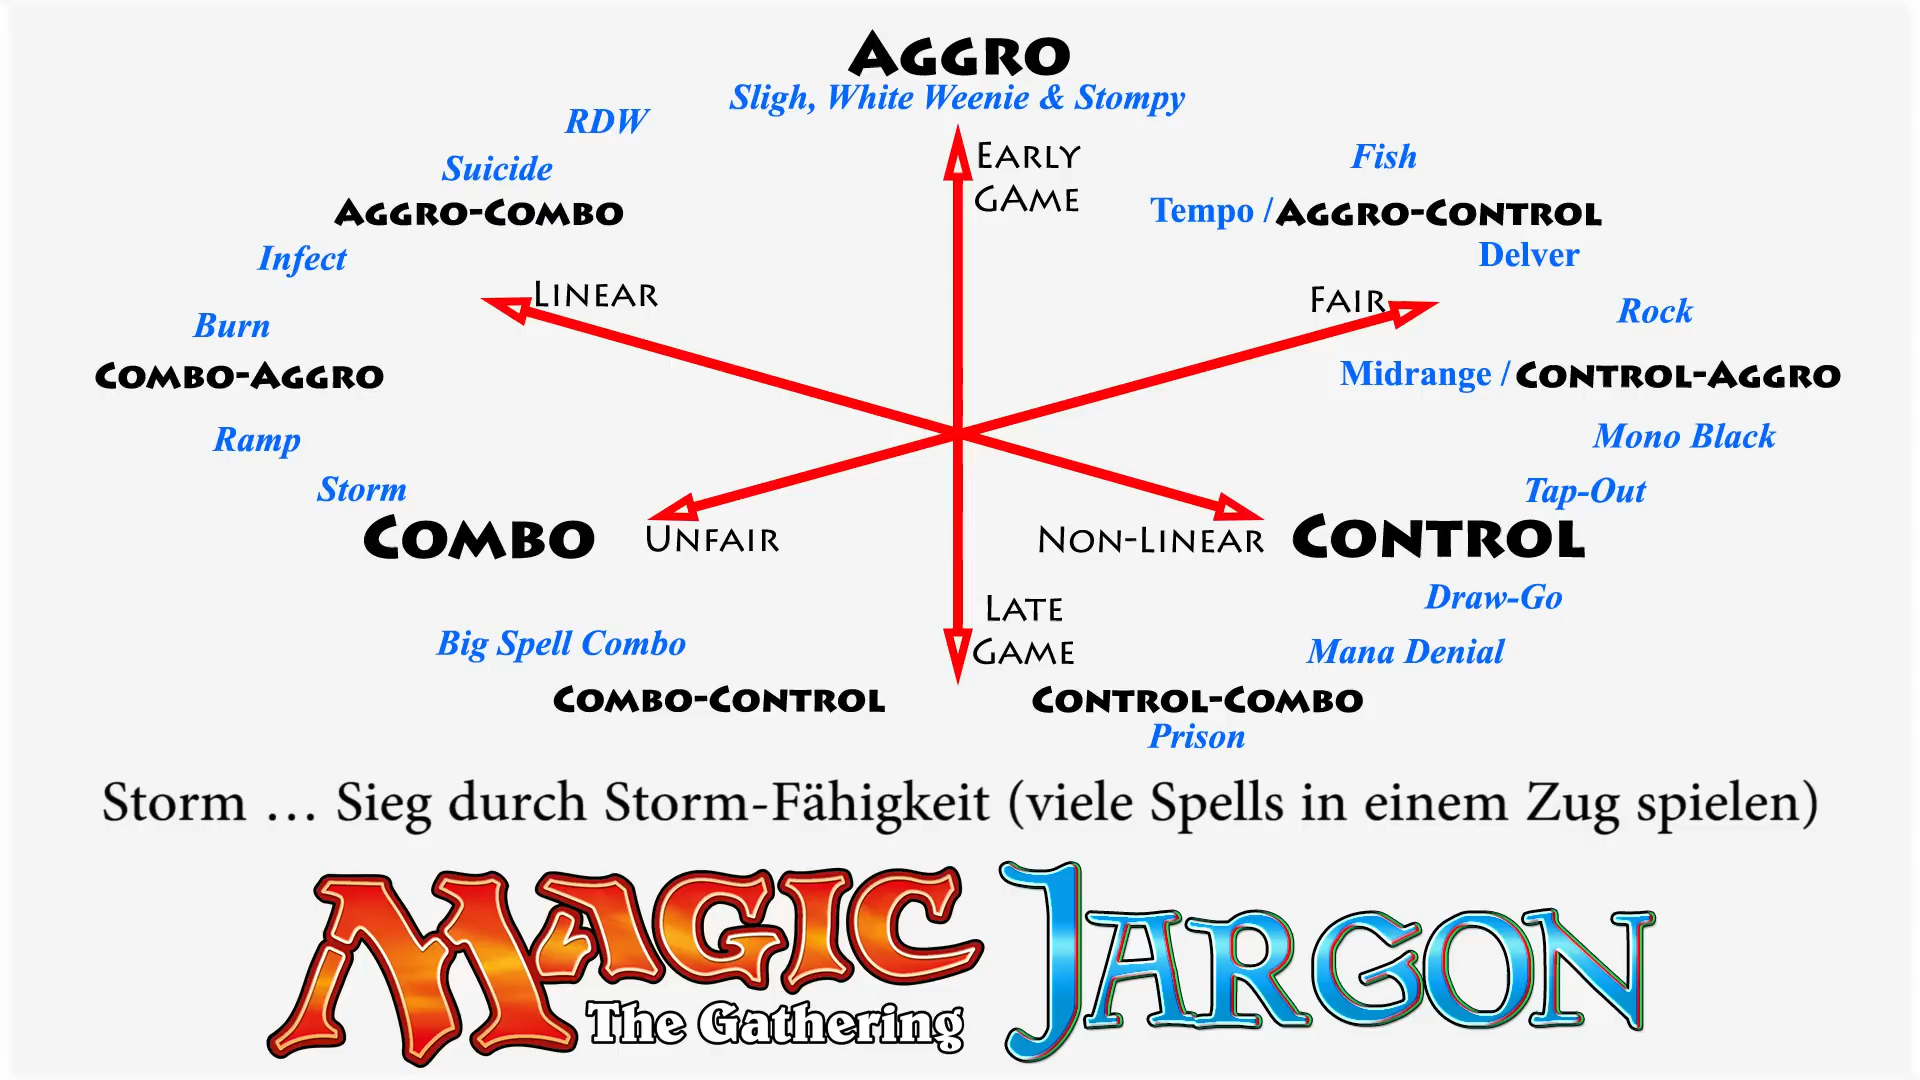 AGGRO
Sligh, White Weenie & Stompy
RDW
EARLY
GAME
Fish
Suicide
AGGRO-COMBO
Tempo / AGGRO-CONTROL
Infect
Delver
LINEAR
FAIR
Rock
Burn
COMBO-AGGRO
Midrange / CONTROL-AGGRO
Ramp
Mono Black
Storm
Tap-Out
COMBO
UNFAIR
NON-LINEAR
CONTROL
Draw-Go
LATE
GAME
Big Spell Combo
Mana Denial
COMBO-CONTROL
CONTROL-COMBO
Prison
Storm … Sieg durch Storm-Fähigkeit (viele Spells in einem Zug spielen)
MAGIC
The Gathering
JARGON